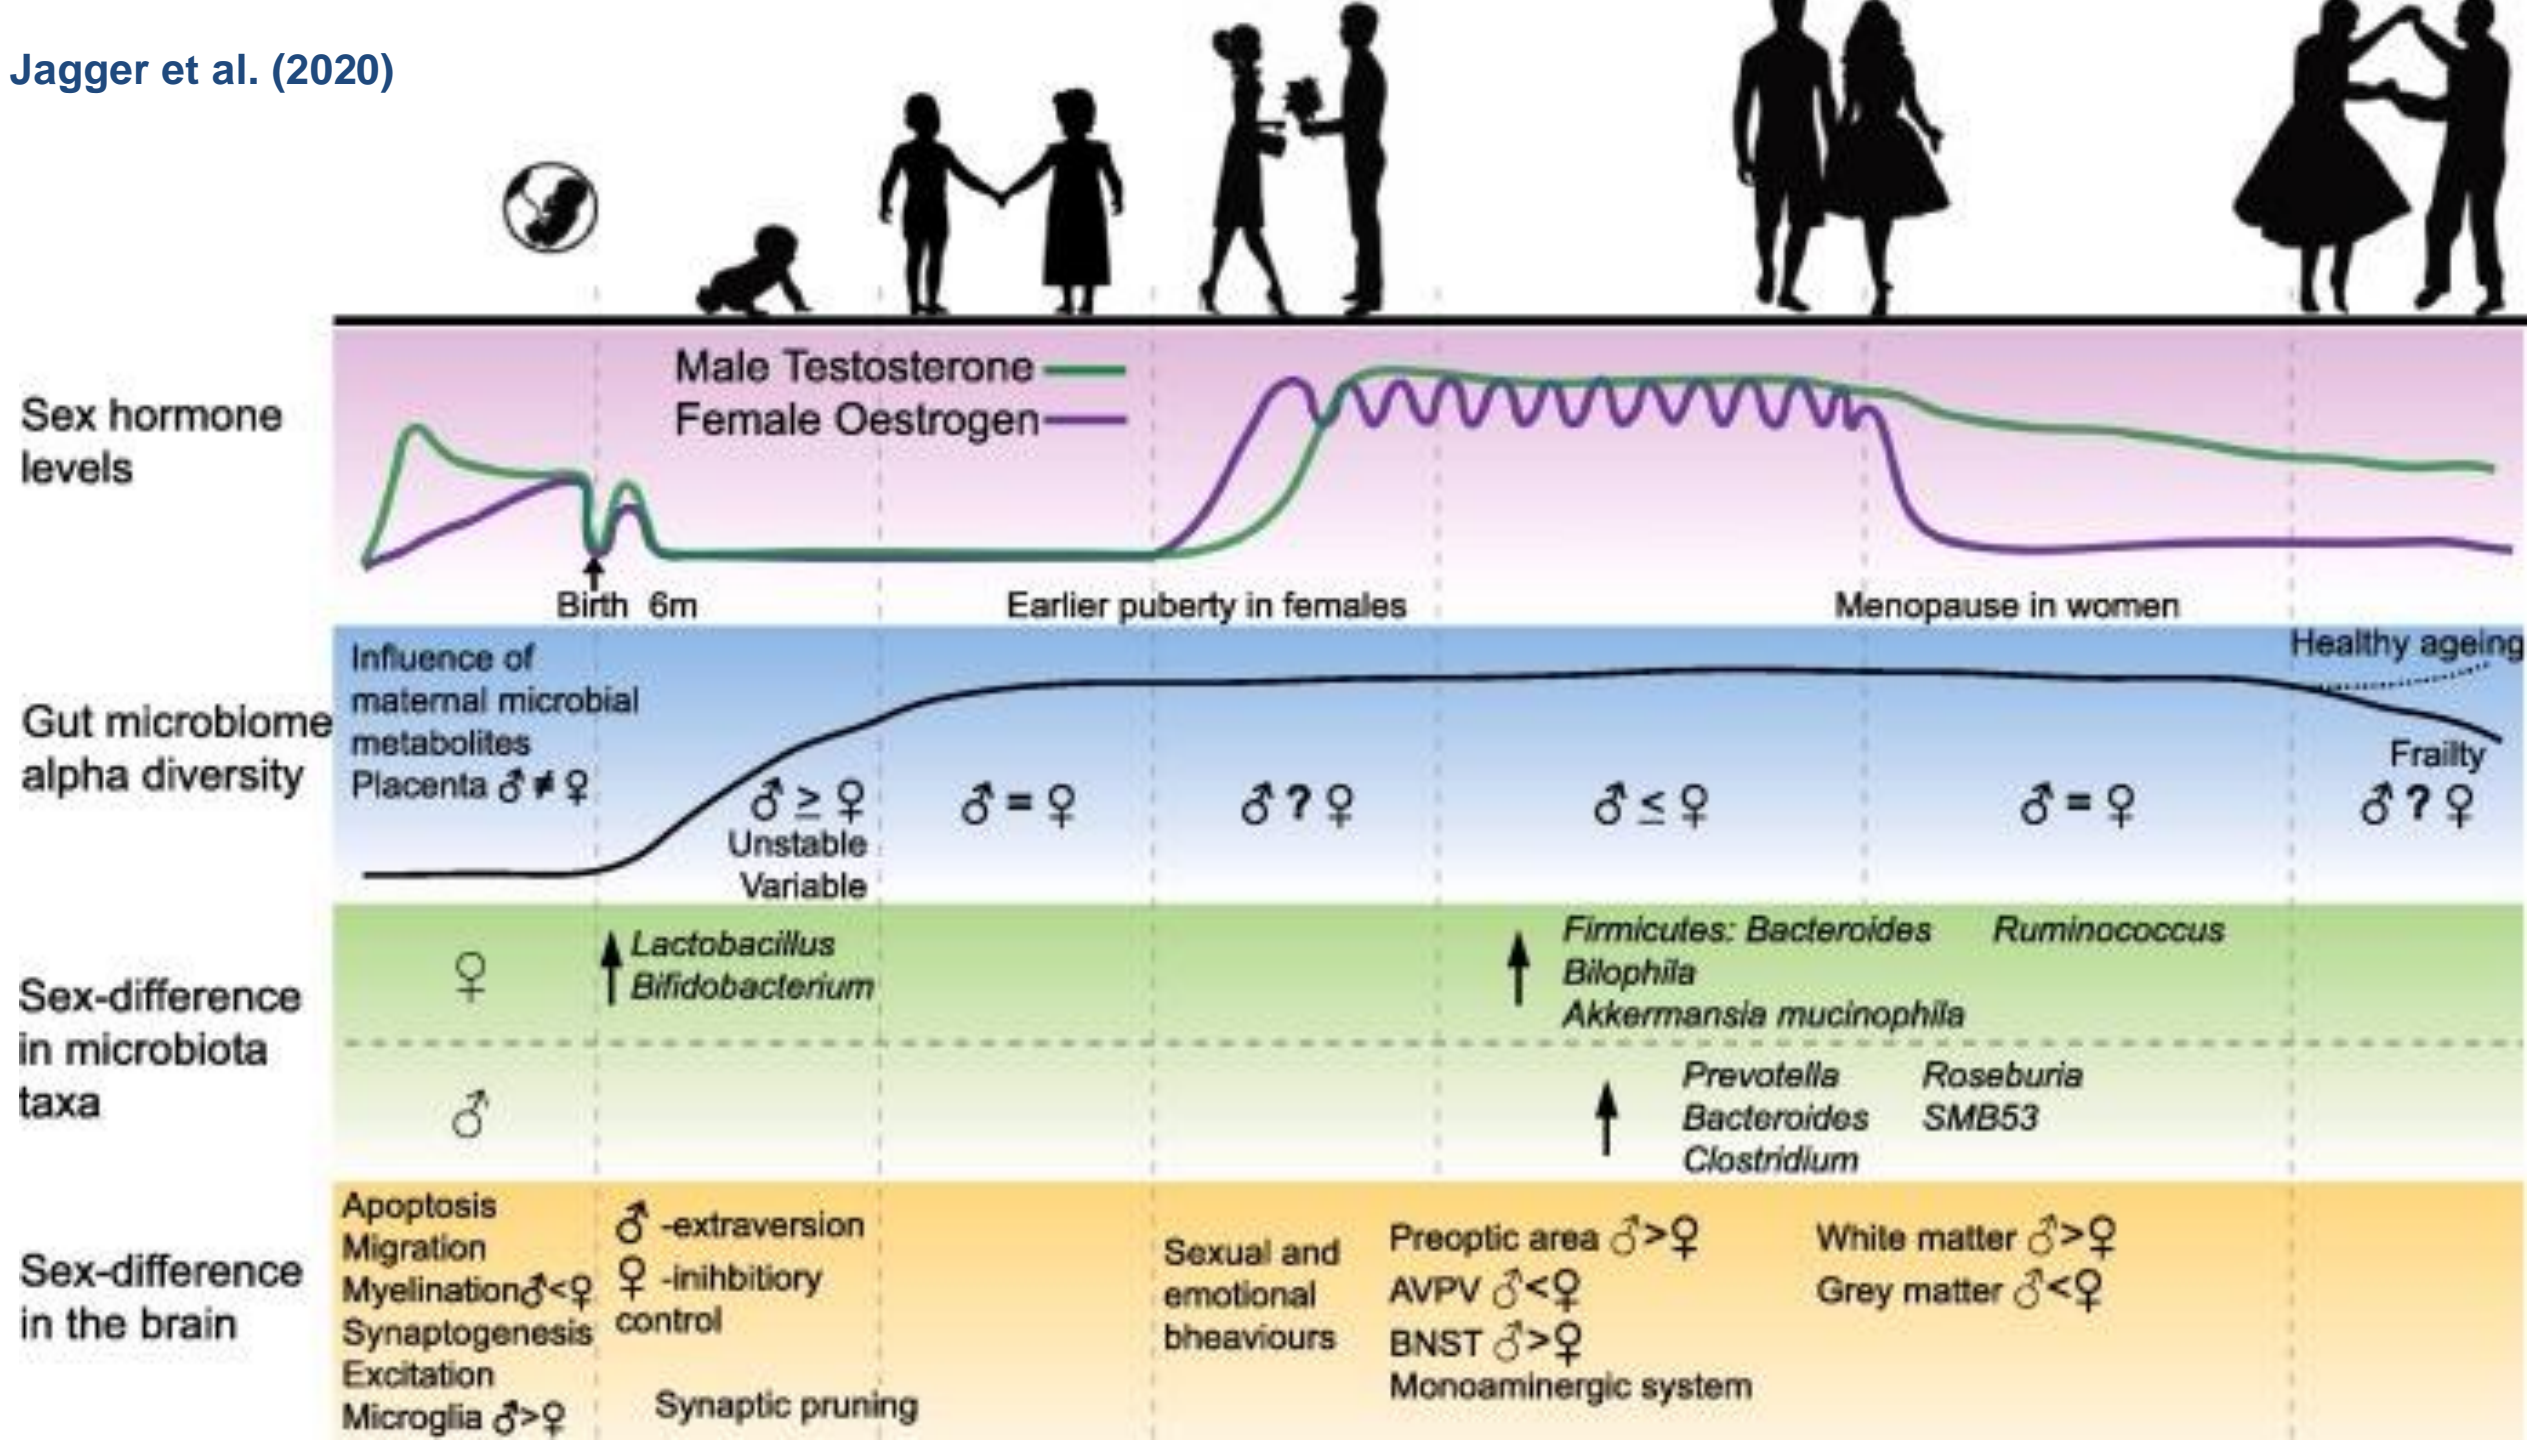 Jagger et al. (2020)
Sex hormone
levels
Male Testosterone
Female Oestrogen
Birth 6m
Earlier puberty in females
Menopause in women
Gut microbiome
alpha diversity
Influence of
maternal microbial
metabolites
Placenta ♂ ≠ ♀
♂ ≥ ♀
Unstable
Variable
♂ = ♀
♂ ? ♀
♂ ≤ ♀
♂ = ♀
Healthy ageing
Frailty
♂ ? ♀
Sex-difference
in microbiota
taxa
♀
Lactobacillus
Bifidobacterium
Firmicutes: Bacteroides Ruminococcus
Bilophila
Akkermansia mucinophila
♂
Prevotella Roseburia
Bacteroides SMB53
Clostridium
Sex-difference
in the brain
Apoptosis
Migration
Myelination♂<♀
Synaptogenesis
Excitation
Microglia ♂>♀
♂ -extraversion
♀ -inihbitiory
control
Synaptic pruning
Sexual and
emotional
bheaviours
Preoptic area ♂>♀
AVPV ♂<♀
BNST ♂>♀
Monoaminergic system
White matter ♂>♀
Grey matter ♂<♀